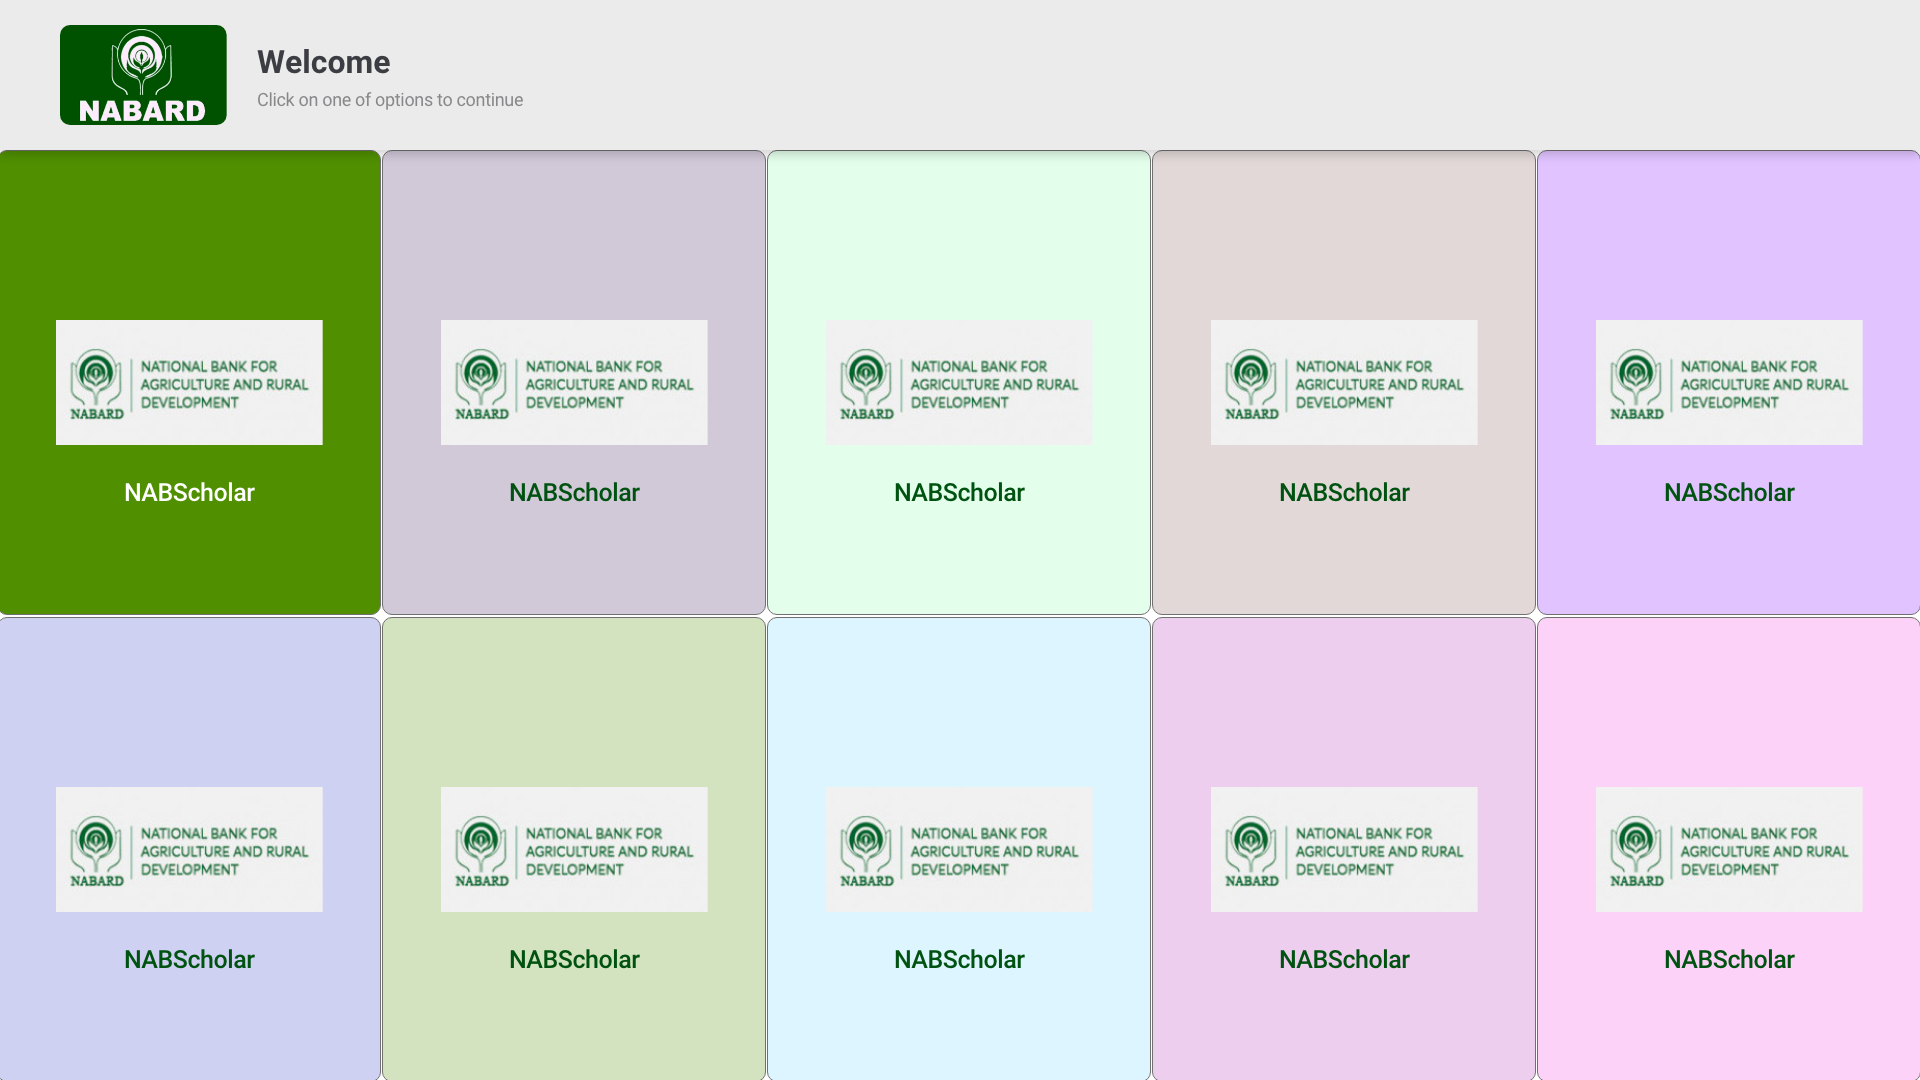 NABARD
Welcome
Click on one of options to continue
NATIONAL BANK FOR
AGRICULTURE AND RURAL
DEVELOPMENT
NABARD
NABScholar
NATIONAL BANK FOR
AGRICULTURE AND RURAL
DEVELOPMENT
NABARD
NABScholar
NATIONAL BANK FOR
AGRICULTURE AND RURAL
DEVELOPMENT
NABARD
NABScholar
NATIONAL BANK FOR
AGRICULTURE AND RURAL
DEVELOPMENT
NABARD
NABScholar
NATIONAL BANK FOR
AGRICULTURE AND RURAL
DEVELOPMENT
NABARD
NABScholar
NATIONAL BANK FOR
AGRICULTURE AND RURAL
DEVELOPMENT
NABARD
NABScholar
NATIONAL BANK FOR
AGRICULTURE AND RURAL
DEVELOPMENT
NABARD
NABScholar
NATIONAL BANK FOR
AGRICULTURE AND RURAL
DEVELOPMENT
NABARD
NABScholar
NATIONAL BANK FOR
AGRICULTURE AND RURAL
DEVELOPMENT
NABARD
NABScholar
NATIONAL BANK FOR
AGRICULTURE AND RURAL
DEVELOPMENT
NABARD
NABScholar